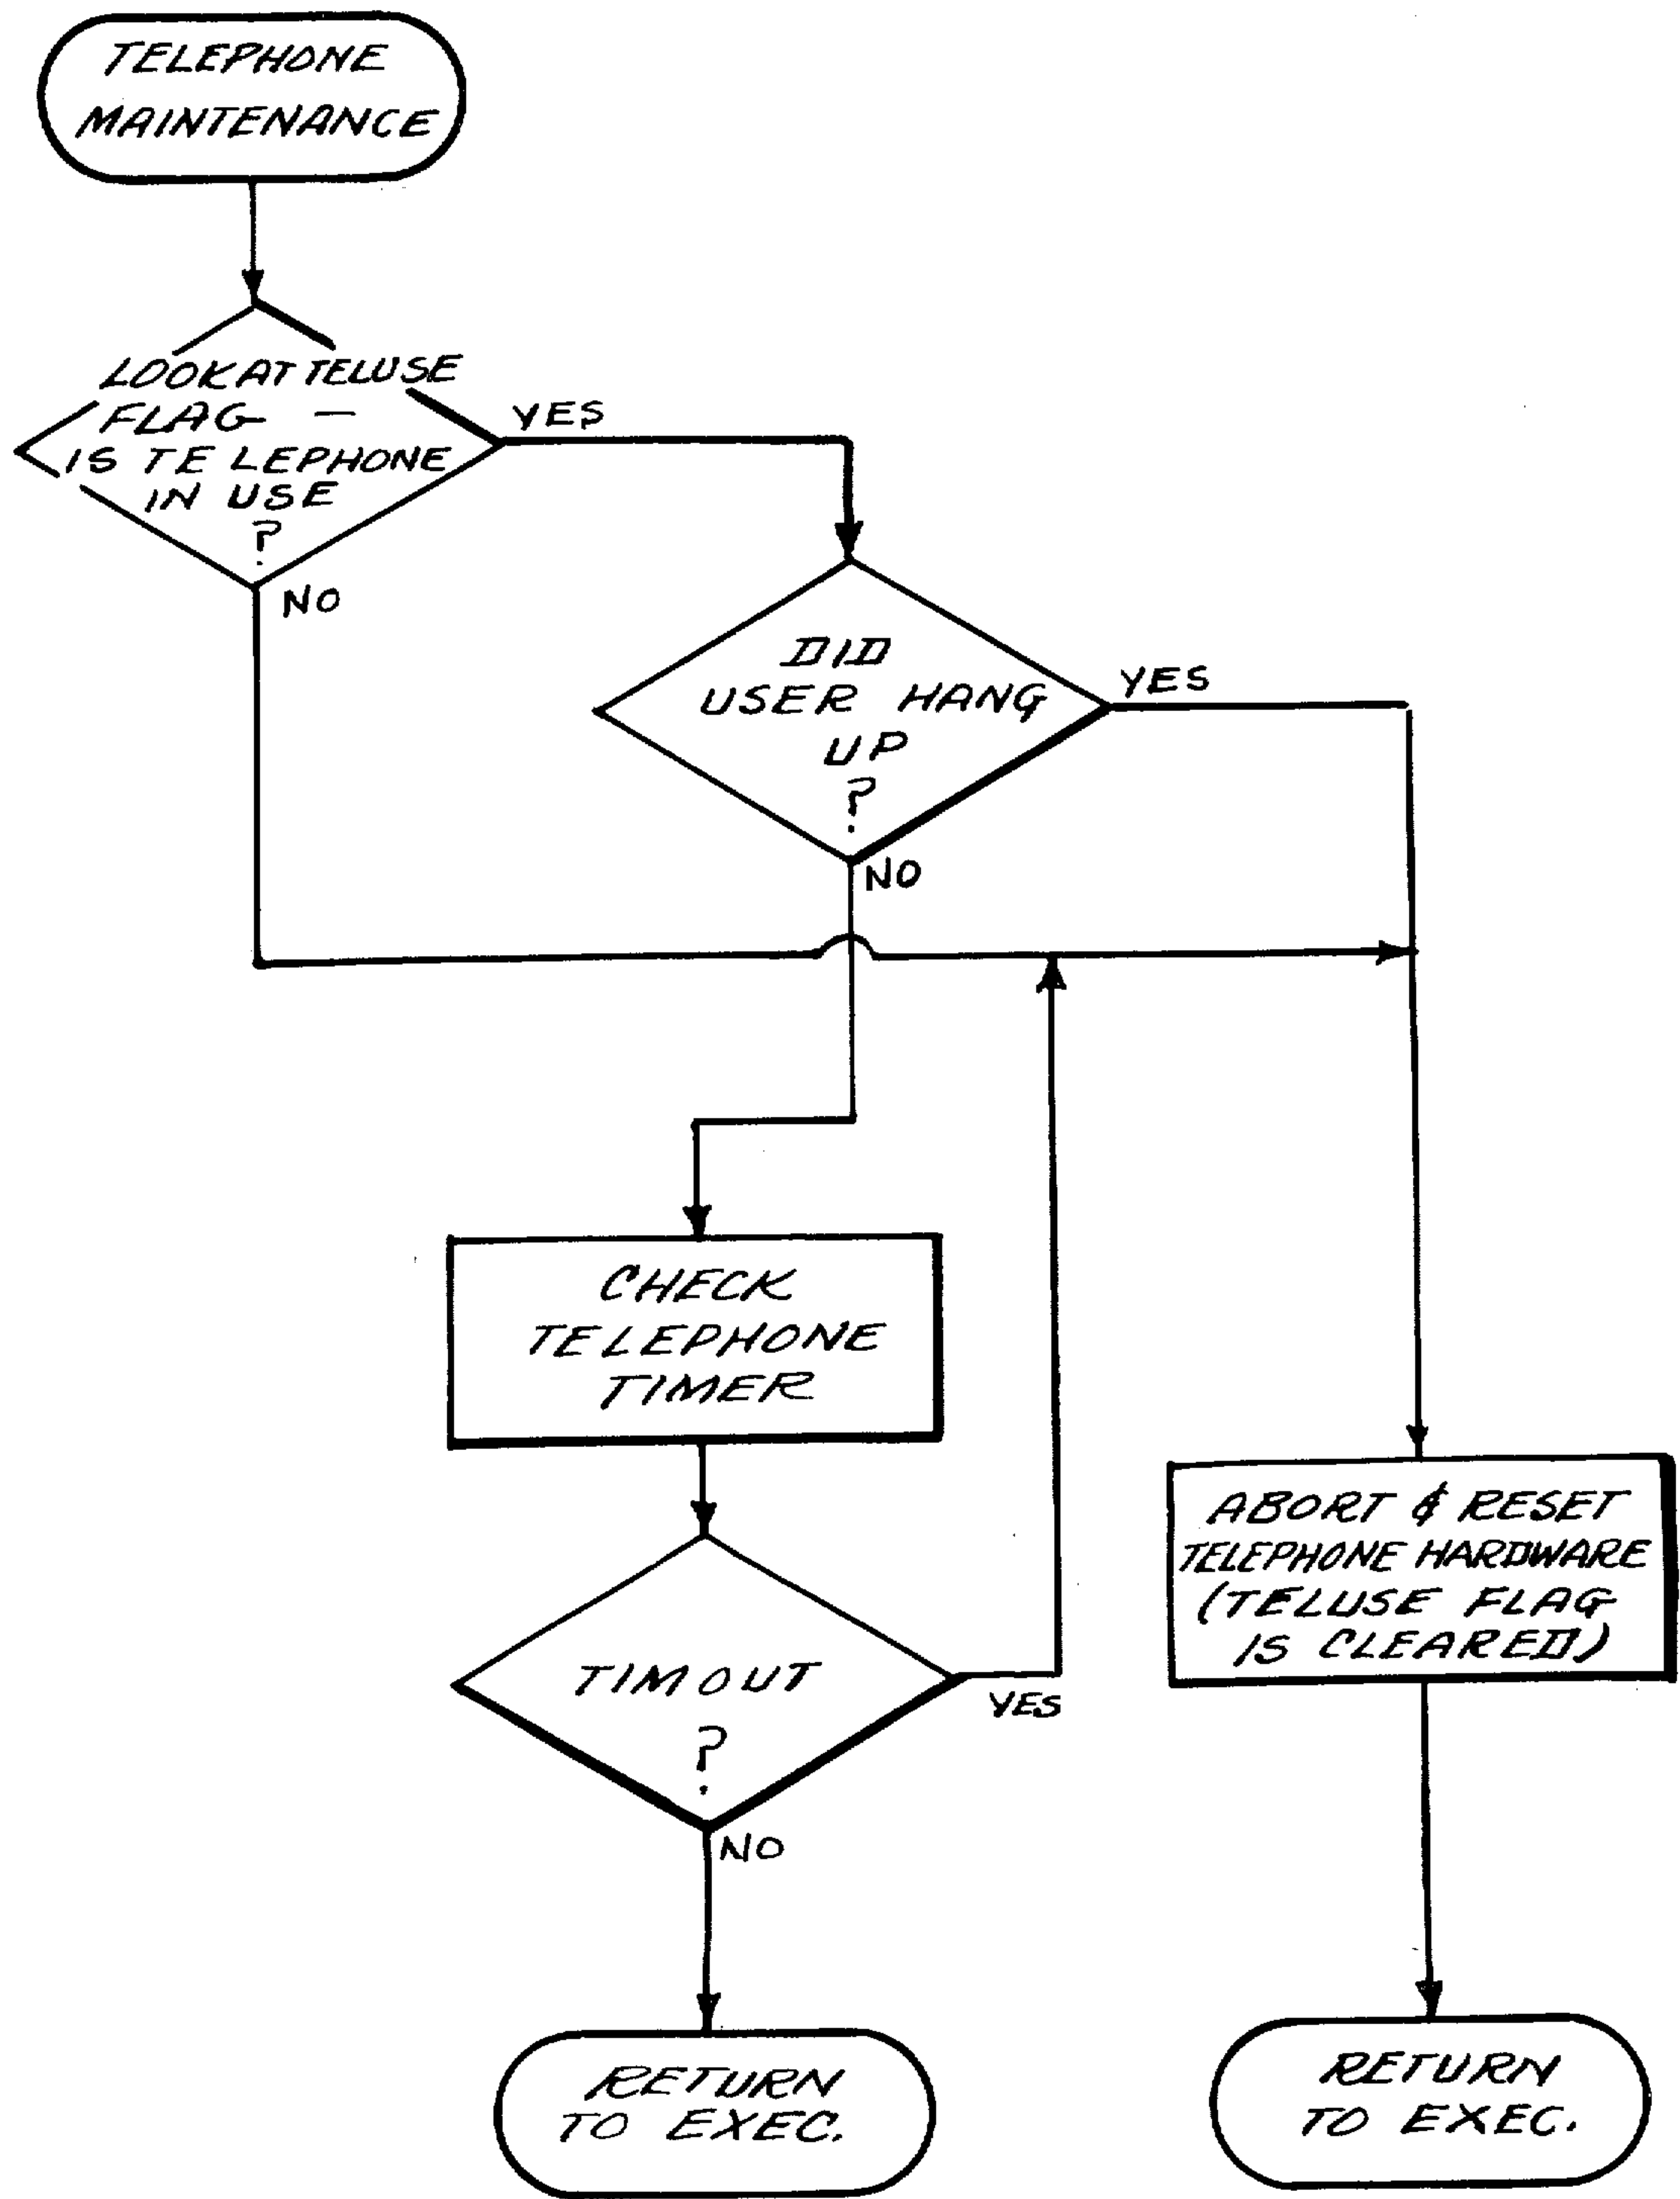 TELEPHONE
MAINTENANCE
LOOK AT TELUSE
FLAG —
IS TELEPHONE
IN USE
?
YES
NO
DID
USER HANG
UP
?
YES
NO
CHECK
TELEPHONE
TIMER
TIMOUT
?
YES
NO
ABORT & RESET
TELEPHONE HARDWARE
(TELUSE FLAG
IS CLEARED)
RETURN
TO EXEC.
RETURN
TO EXEC.